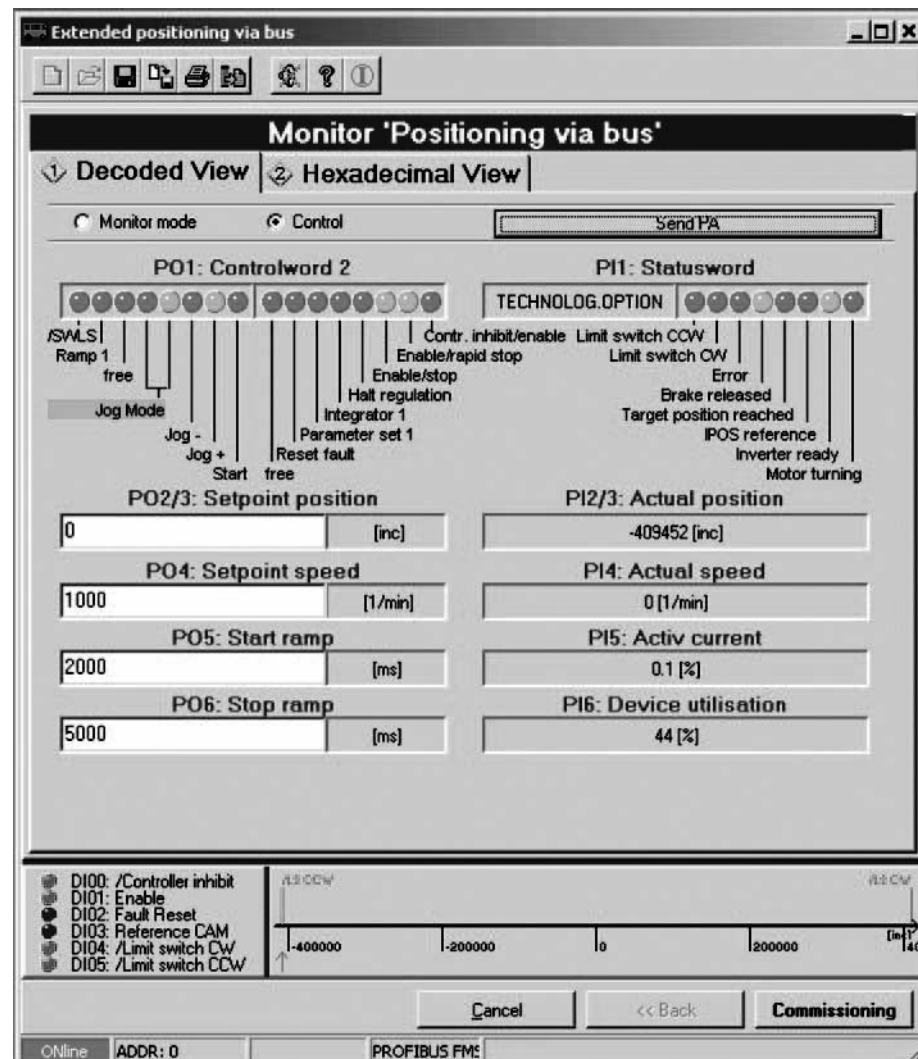 Extended positioning via bus
Monitor 'Positioning via bus'
1 Decoded View
2 Hexadecimal View
Monitor mode
Control
Send PA
PO1: Controlword 2
PI1: Statusword
TECHNOLOG.OPTION
/SWLS
Ramp 1
free
Jog Mode
Jog -
Jog +
Start
free
Reset fault
Parameter set 1
Integrator 1
Halt regulation
Enable/stop
Enable/rapid stop
Contr. inhibit/enable
Limit switch CCW
Limit switch CW
Error
Brake released
Target position reached
IPOS reference
Inverter ready
Motor turning
PO2/3: Setpoint position
0 [inc]
PI2/3: Actual position
-409452 [inc]
PO4: Setpoint speed
1000 [1/min]
PI4: Actual speed
0 [1/min]
PO5: Start ramp
2000 [ms]
PI5: Activ current
0.1 [%]
PO6: Stop ramp
5000 [ms]
PI6: Device utilisation
44 [%]
DI00: /Controller inhibit
DI01: Enable
DI02: Fault Reset
DI03: Reference CAM
DI04: /Limit switch CW
DI05: /Limit switch CCW
-400000
-200000
0
200000
Cancel
<< Back
Commissioning
ONline
ADDR: 0
PROFIBUS FMS